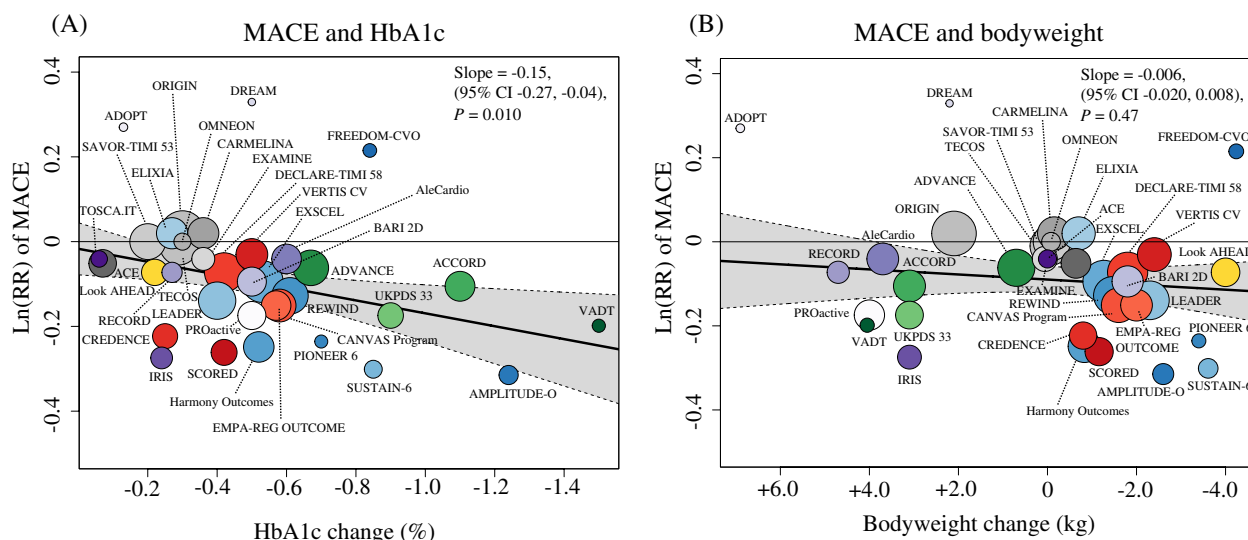 (A)
MACE and HbA1c
Slope = -0.15,
(95% CI -0.27, -0.04),
P = 0.010
Ln(RR) of MACE
0.4
0.2
0
-0.2
-0.4
ORIGIN
DREAM
ADOPT
OMNEON
FREEDOM-CVO
SAVOR-TIMI 53
CARMELINA
EXAMINE
ELIXIA
DECLARE-TIMI 58
VERTIS CV
AleCardio
TOSCA.IT
EXSCEL
BARI 2D
ACE
ADVANCE
ACCORD
Look AHEAD
TECOS
UKPDS 33
RECORD
LEADER
REWIND
VADT
PROactive
CREDENCE
CANVAS Program
PIONEER 6
IRIS
SCORED
SUSTAIN-6
AMPLITUDE-O
Harmony Outcomes
EMPA-REG OUTCOME
-0.2
-0.4
-0.6
-0.8
-1.0
-1.2
-1.4
HbA1c change (%)
(B)
MACE and bodyweight
Slope = -0.006,
(95% CI -0.020, 0.008),
P = 0.47
Ln(RR) of MACE
0.4
0.2
0
-0.2
-0.4
DREAM
ADOPT
CARMELINA
SAVOR-TIMI 53
OMNEON
FREEDOM-CVO
TECOS
ELIXIA
ADVANCE
DECLARE-TIMI 58
ORIGIN
ACE
VERTIS CV
AleCardio
EXSCEL
RECORD
ACCORD
Look AHEAD
BARI 2D
EXAMINE
REWIND
LEADER
PROactive
CANVAS Program
VADT
UKPDS 33
EMPA-REG
OUTCOME
PIONEER 6
CREDENCE
IRIS
SCORED
AMPLITUDE-O
SUSTAIN-6
Harmony Outcomes
+6.0
+4.0
+2.0
0
-2.0
-4.0
Bodyweight change (kg)